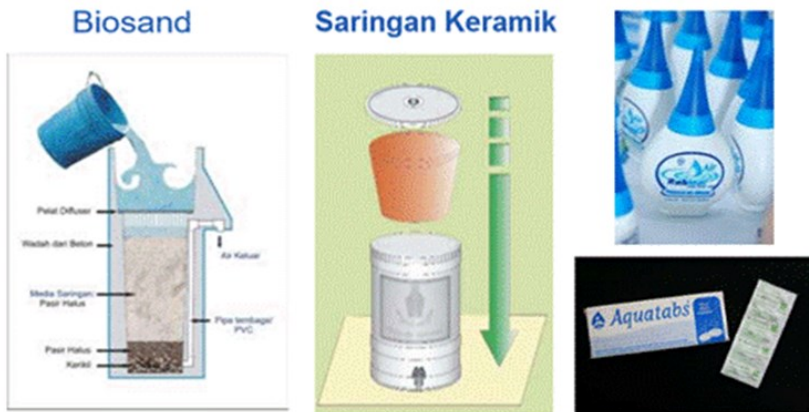 Biosand
Saringan Keramik
Pelat Diffuser
Wadah dari Beton
Air Keluar
Media Saringan:
Pasir Halus
Pipa tembaga/
PVC
Pasir Halus
Kerikil
Air
Aquatabs